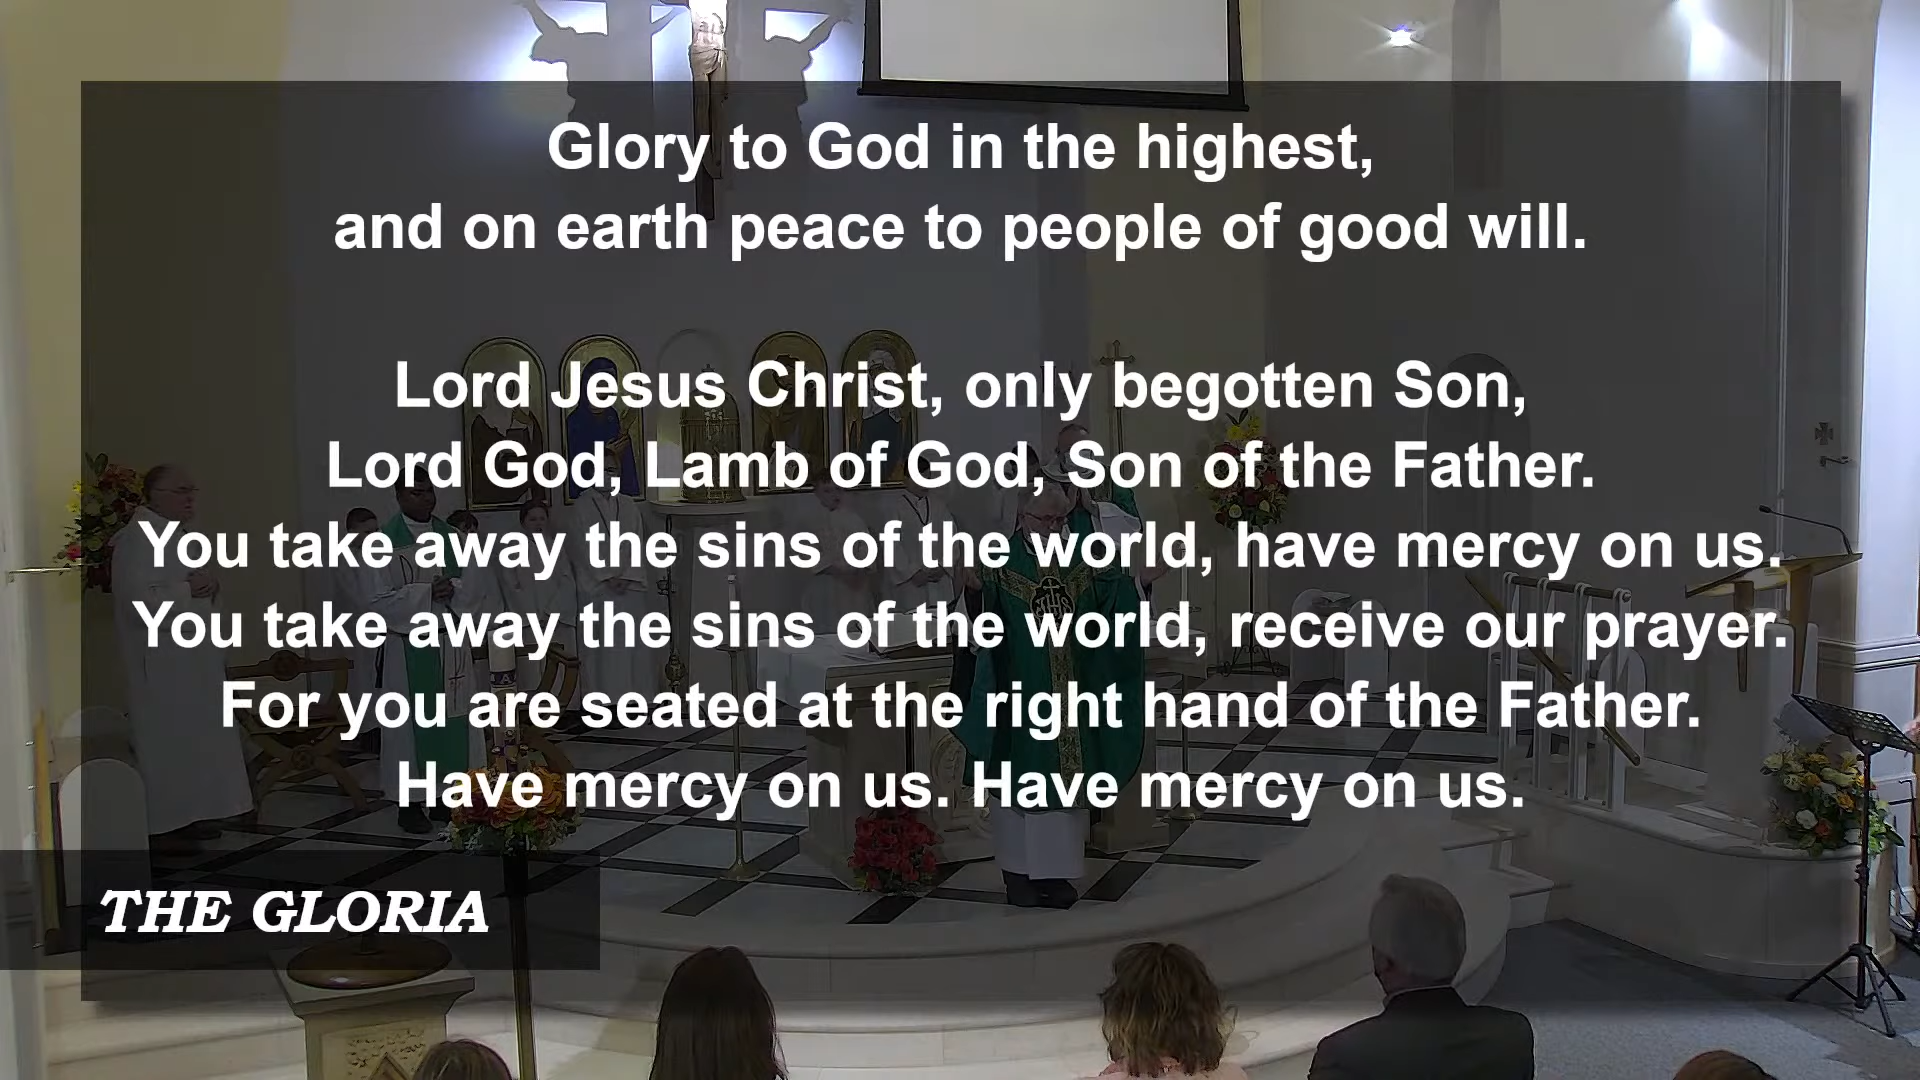 Glory to God in the highest,
and on earth peace to people of good will.
Lord Jesus Christ, only begotten Son,
Lord God, Lamb of God, Son of the Father.
You take away the sins of the world, have mercy on us.
You take away the sins of the world, receive our prayer.
For you are seated at the right hand of the Father.
Have mercy on us. Have mercy on us.
THE GLORIA